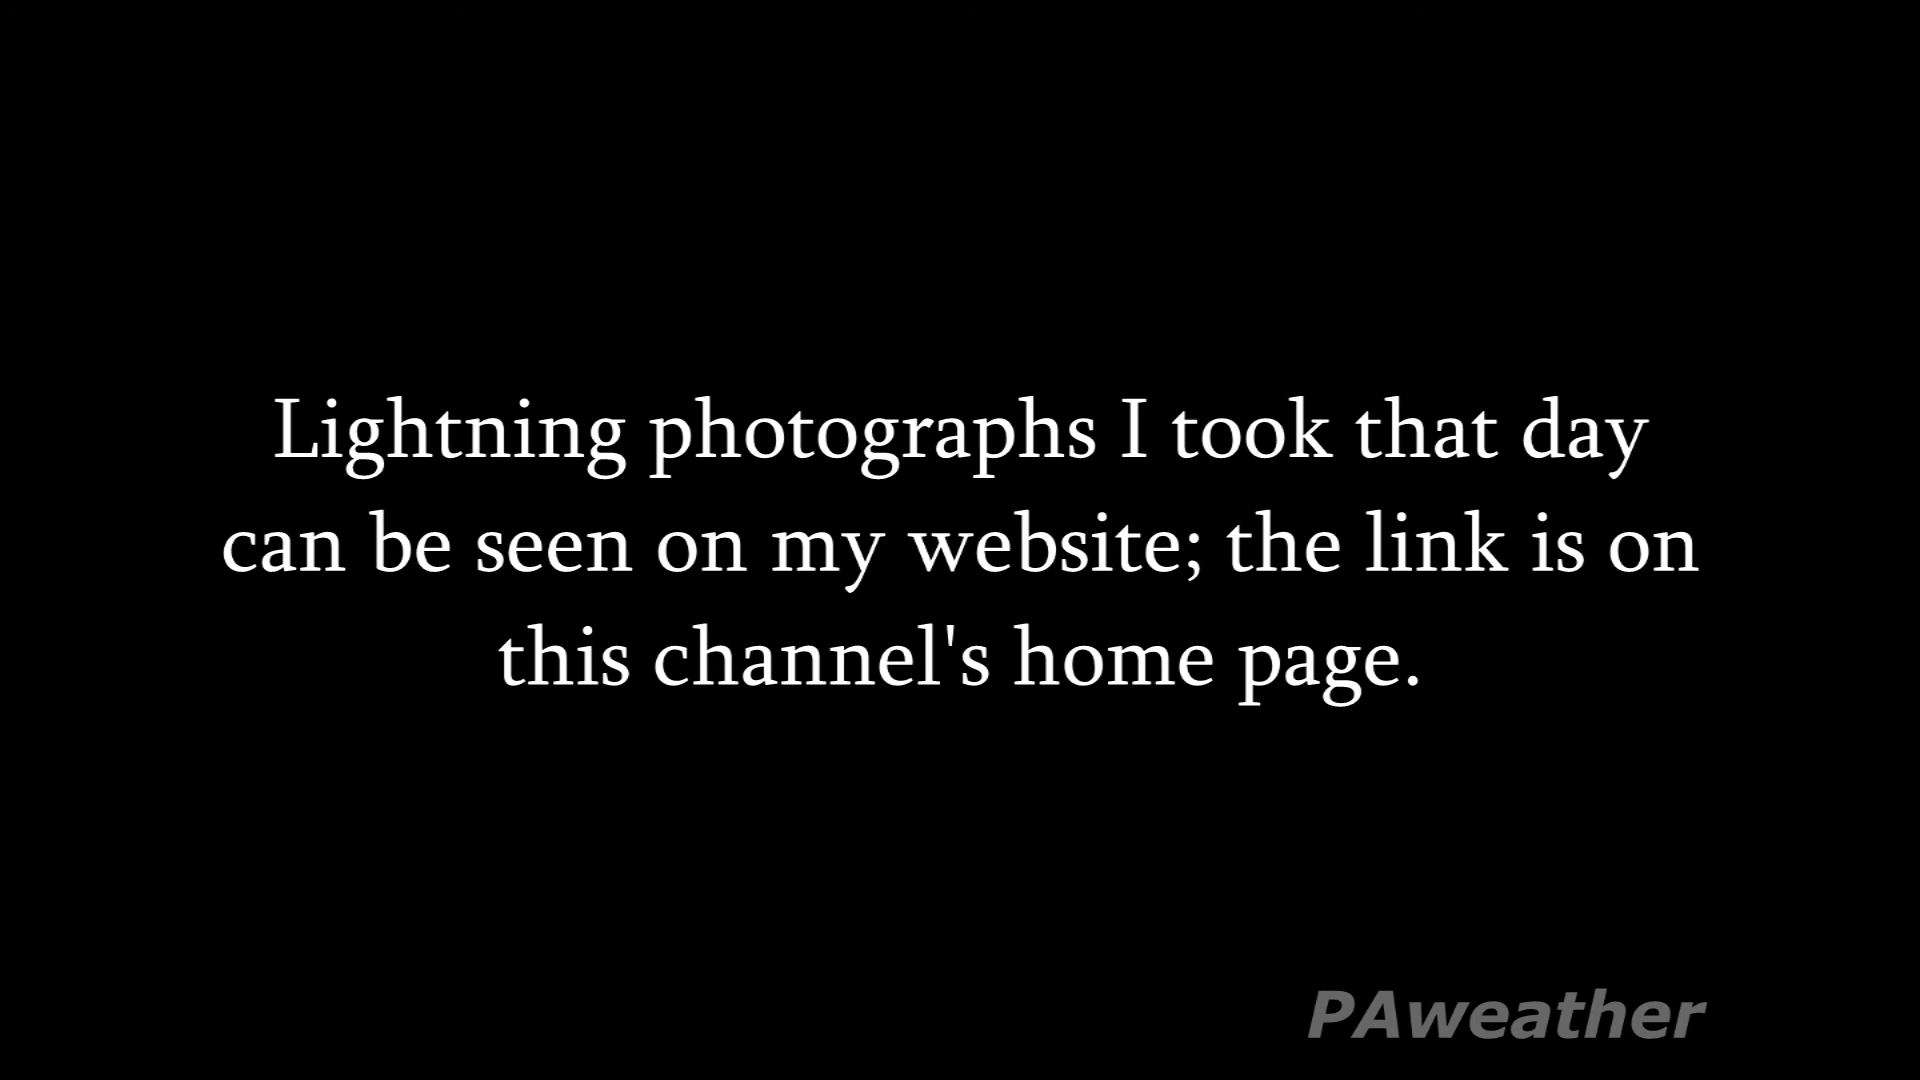 Lightning photographs I took that day
can be seen on my website; the link is on
this channel's home page.
PAweather